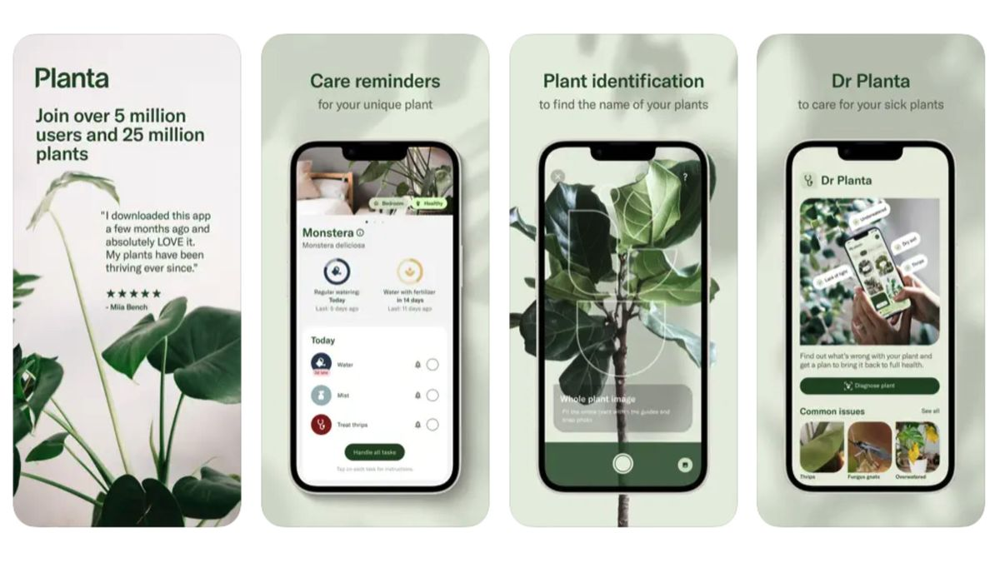 Planta
Join over 5 million
users and 25 million
plants
"I downloaded this app
a few months ago and
absolutely LOVE it.
My plants have been
thriving ever since."
★★★★★
- Mila Bench
Care reminders
for your unique plant
Bedroom
Healthy
Monstera
Monstera deliciosa
Regular watering:
Today
Last: 5 days ago
Water with fertilizer
in 14 days
Last: 11 days ago
Today
Water
Mist
Treat thrips
Handle all tasks
Tap on each task for instructions.
Plant identification
to find the name of your plants
?
Whole plant image
Fit the entire plant within the guides and
snap photo
Dr Planta
to care for your sick plants
Dr Planta
Underwatered
Dry soil
Thrips
Lack of light
Find out what's wrong with your plant and
get a plan to bring it back to full health.
Diagnose plant
Common issues
See all
Thrips
Fungus gnats
Overwatered